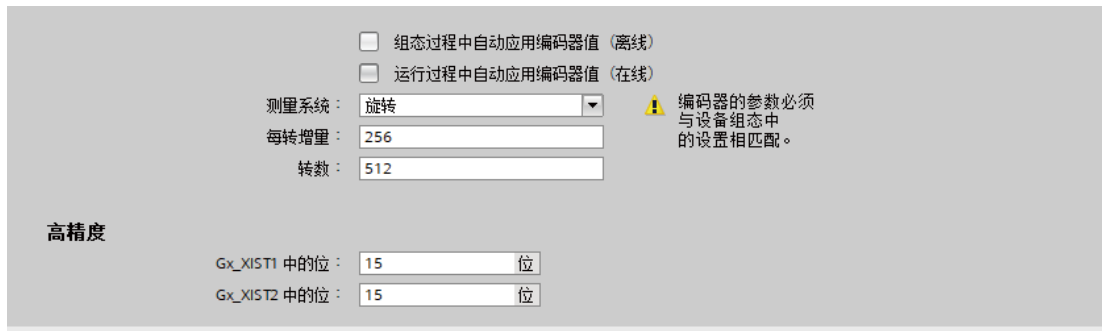 组态过程中自动应用编码器值（离线）
运行过程中自动应用编码器值（在线）
测量系统： 旋转
编码器的参数必须
与设备组态中
的设置相匹配。
每转增量： 256
转数： 512
高精度
Gx_XIST1 中的位： 15 位
Gx_XIST2 中的位： 15 位